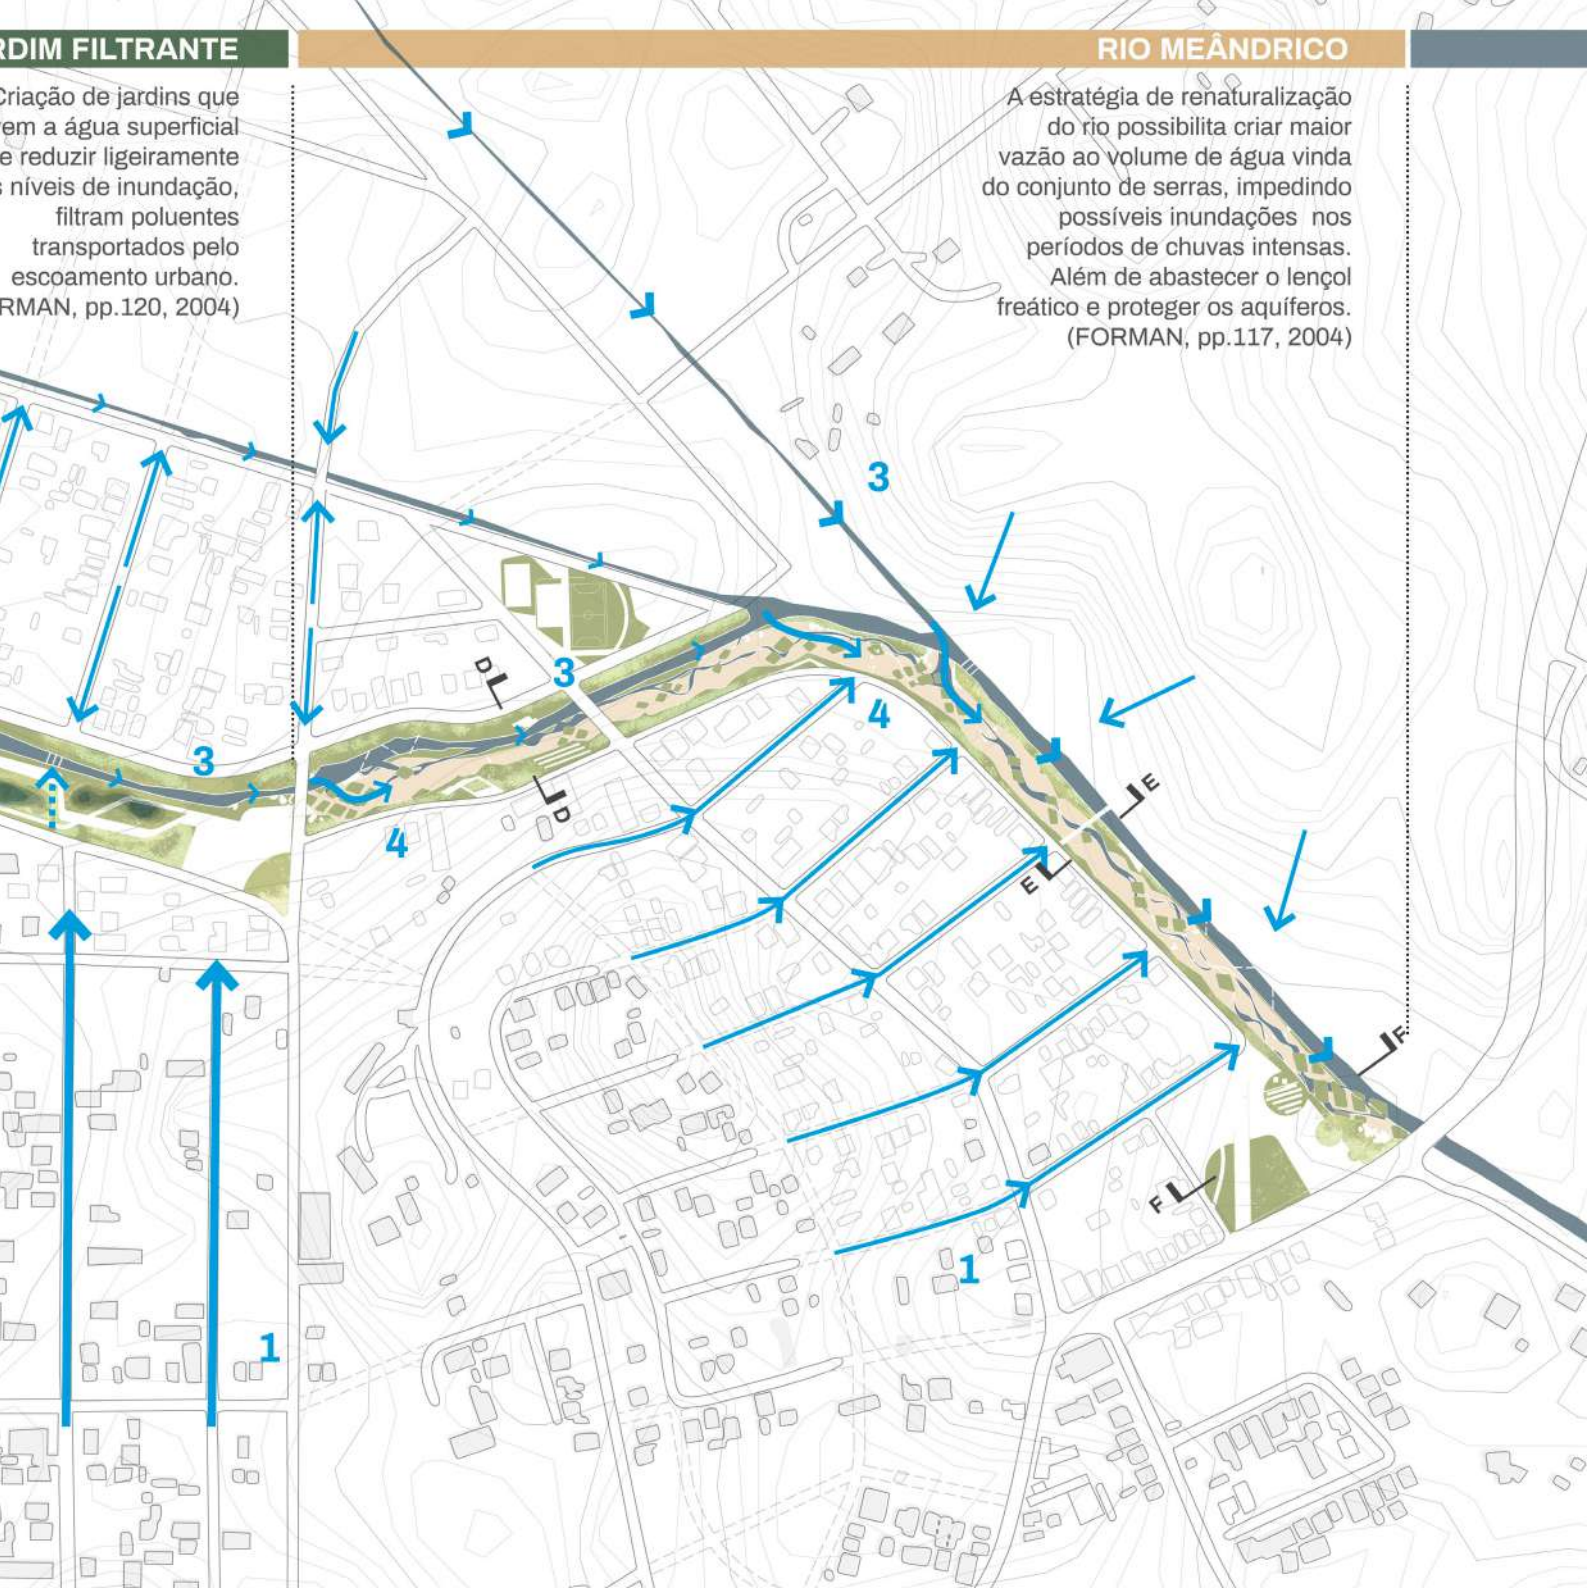 RDIM FILTRANTE
Criação de jardins que
vem a água superficial
e reduzir ligeiramente
s níveis de inundação,
filtram poluentes
transportados pelo
escoamento urbano.
RMAN, pp.120, 2004)
RIO MEÂNDRICO
A estratégia de renaturalização
do rio possibilita criar maior
vazão ao volume de água vinda
do conjunto de serras, impedindo
possíveis inundações nos
períodos de chuvas intensas.
Além de abastecer o lençol
freático e proteger os aquíferos.
(FORMAN, pp.117, 2004)
3
D
3
4
3
E
D
4
E
F
F
1
1